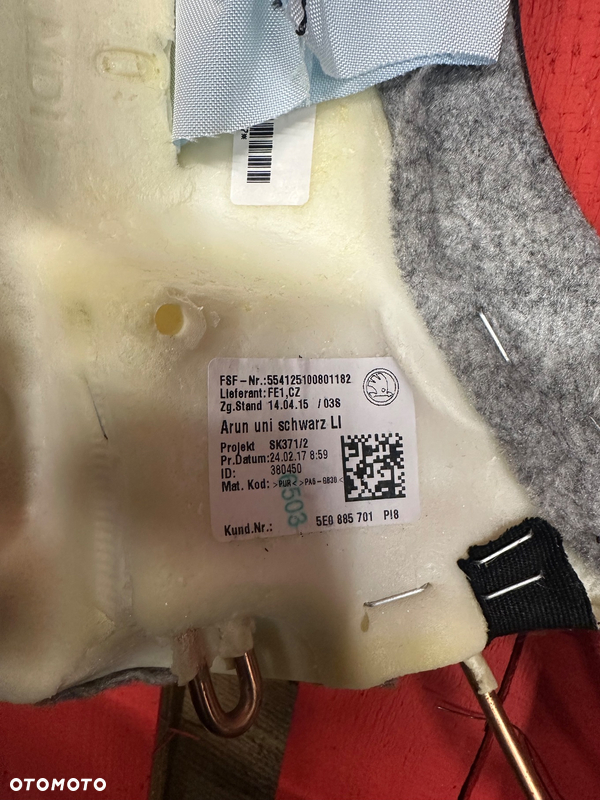 FSF-Nr.:554125100801182
Lieferant:FE1,CZ
Zg.Stand 14.04.15 /03S
Arun uni schwarz LI
Projekt SK371/2
Pr.Datum:24.02.17 8:59
ID: 380450
Mat. Kod: >PUR< >PA6-GB30<
6503
Kund.Nr.: 5E0 885 701 PI8
OTOMOTO